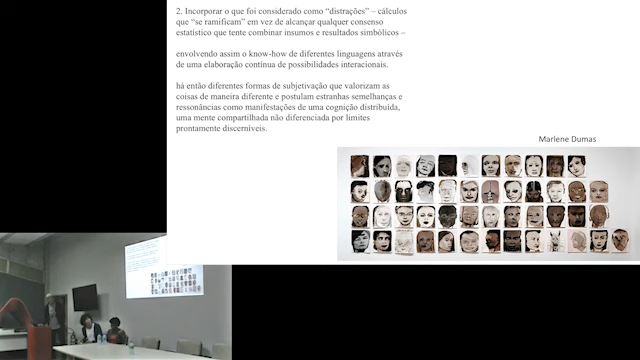 2. Incorporar o que foi considerado como “distrações” – cálculos
que “se ramificam” em vez de alcançar qualquer consenso
estatístico que tente combinar insumos e resultados simbólicos –
envolvendo assim o know-how de diferentes linguagens através
de uma elaboração contínua de possibilidades interacionais.
há então diferentes formas de subjetivação que valorizam as
coisas de maneira diferente e postulam estranhas semelhanças e
ressonâncias como manifestações de uma cognição distribuída,
uma mente compartilhada não diferenciada por limites
prontamente discerníveis.
Marlene Dumas